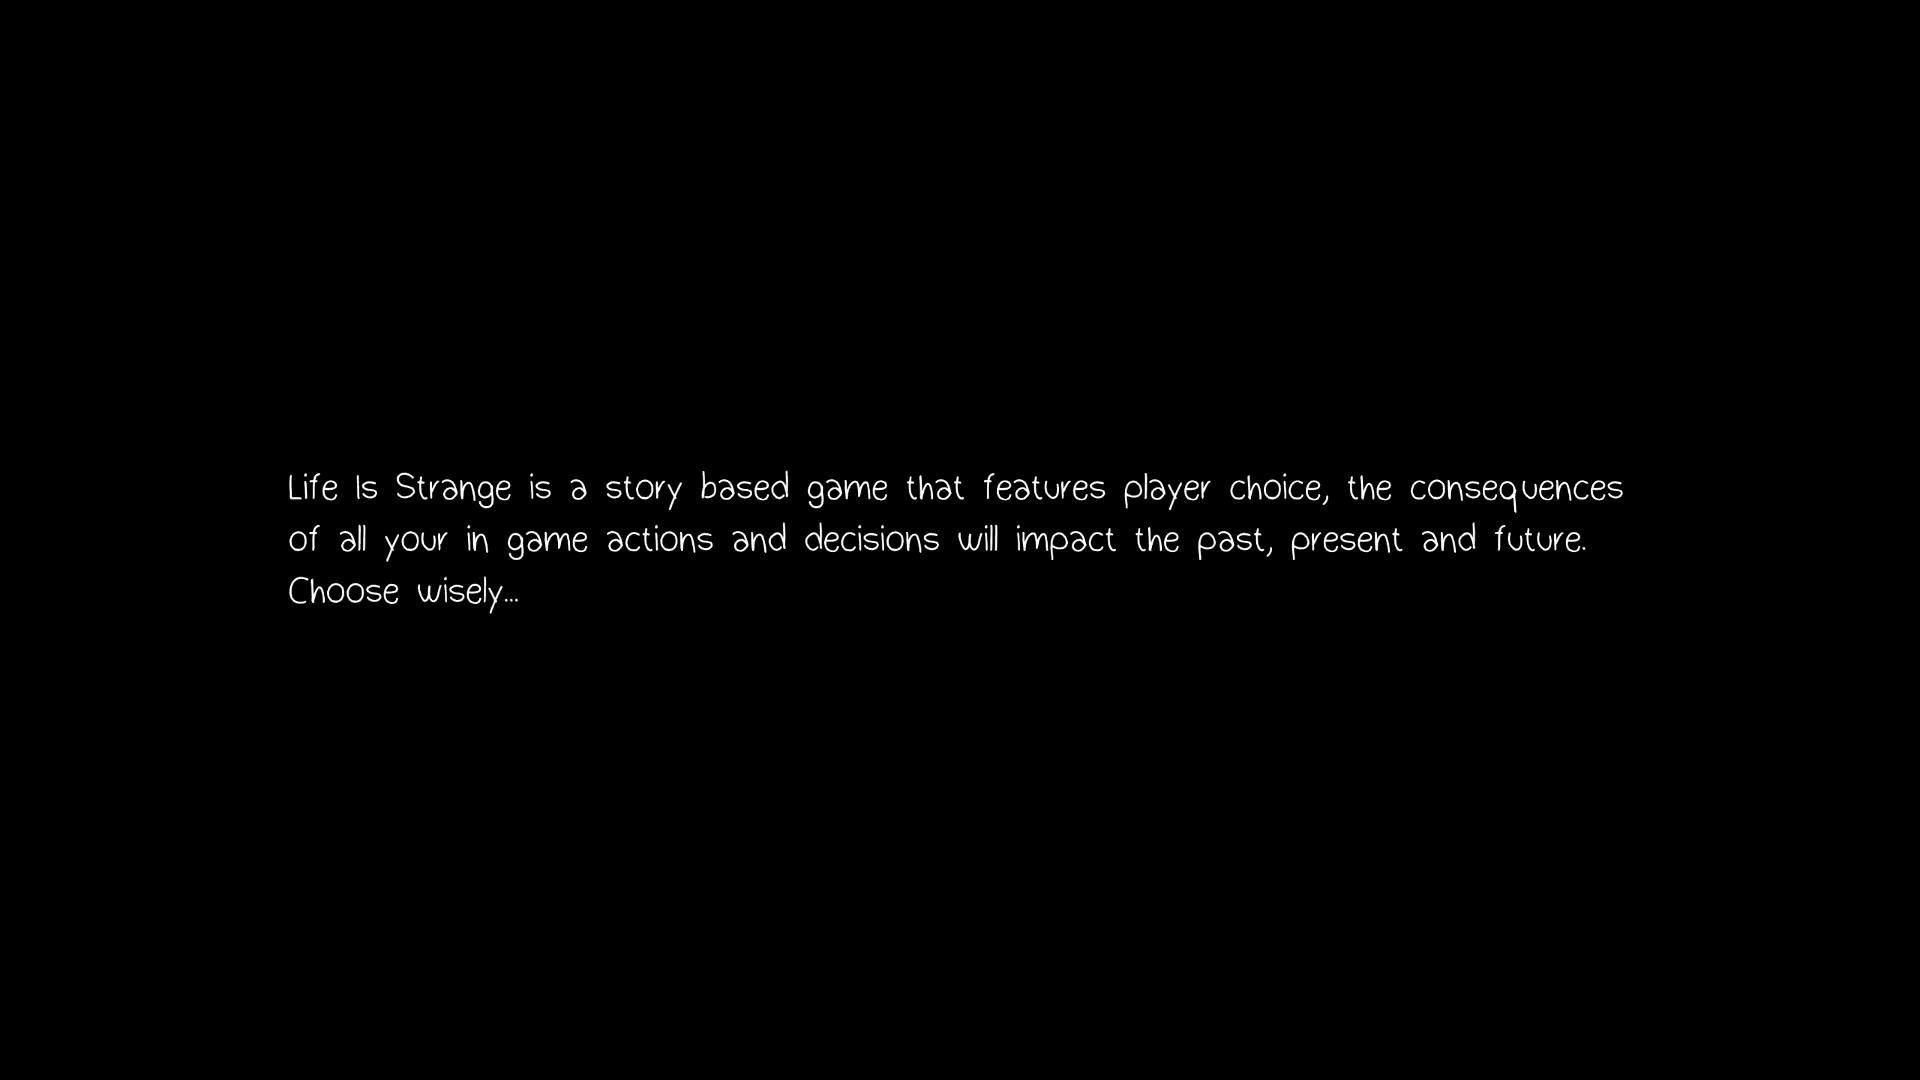 Life Is Strange is a story based game that features player choice, the consequences
of all your in game actions and decisions will impact the past, present and future.
Choose wisely...